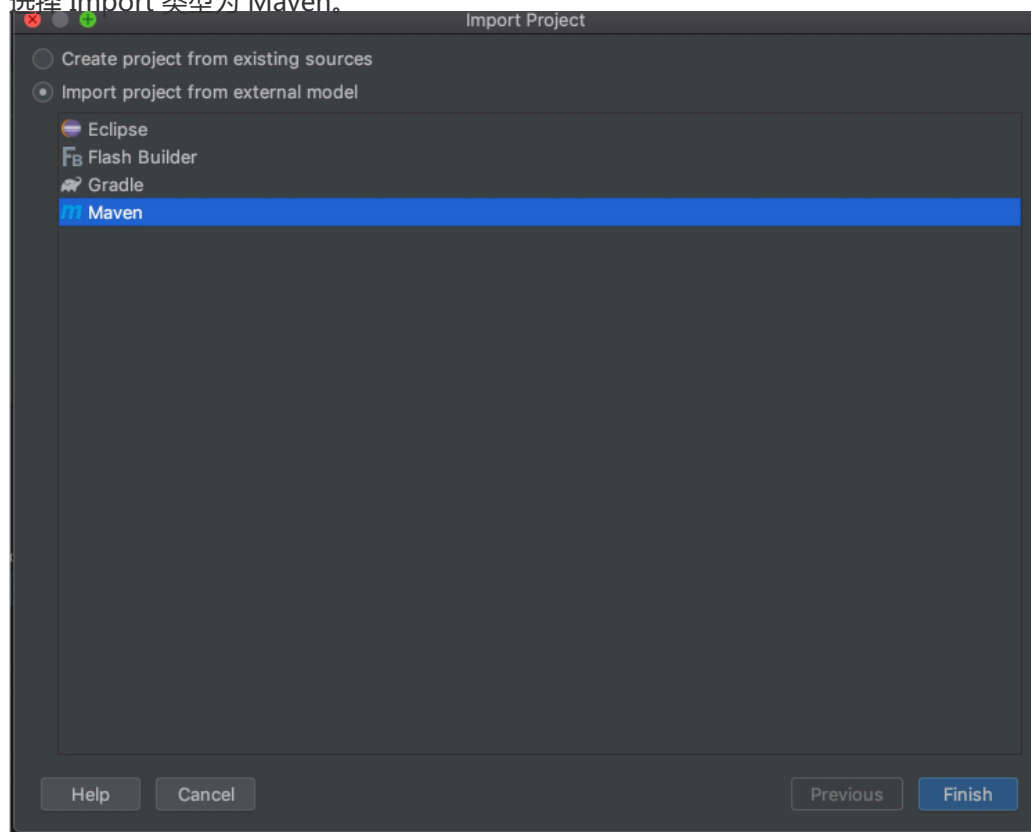 选择 Import 类型为 Maven。
Import Project
Create project from existing sources
Import project from external model
Eclipse
FB Flash Builder
Gradle
m Maven
Help Cancel Previous Finish